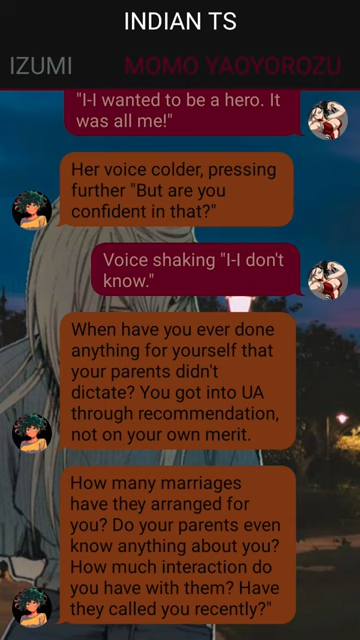 INDIAN TS
IZUMI
MOMO YAOYOROZU
"I-I wanted to be a hero. It
was all me!"
Her voice colder, pressing
further "But are you
confident in that?"
Voice shaking "I-I don't
know."
When have you ever done
anything for yourself that
your parents didn't
dictate? You got into UA
through recommendation,
not on your own merit.
How many marriages
have they arranged for
you? Do your parents even
know anything about you?
How much interaction do
you have with them? Have
they called you recently?"